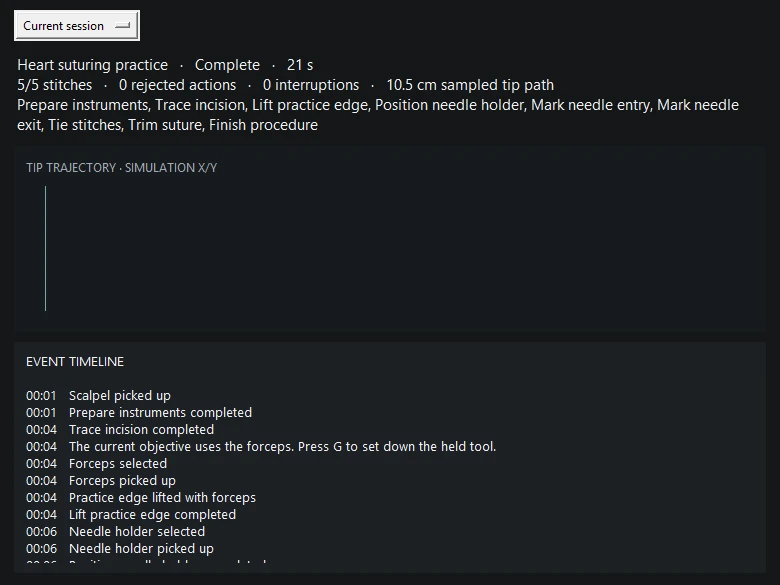 Current session
Heart suturing practice · Complete · 21 s
5/5 stitches · 0 rejected actions · 0 interruptions · 10.5 cm sampled tip path
Prepare instruments, Trace incision, Lift practice edge, Position needle holder, Mark needle entry, Mark needle
exit, Tie stitches, Trim suture, Finish procedure
TIP TRAJECTORY · SIMULATION X/Y
EVENT TIMELINE
00:01 Scalpel picked up
00:01 Prepare instruments completed
00:04 Trace incision completed
00:04 The current objective uses the forceps. Press G to set down the held tool.
00:04 Forceps selected
00:04 Forceps picked up
00:04 Practice edge lifted with forceps
00:04 Lift practice edge completed
00:06 Needle holder selected
00:06 Needle holder picked up